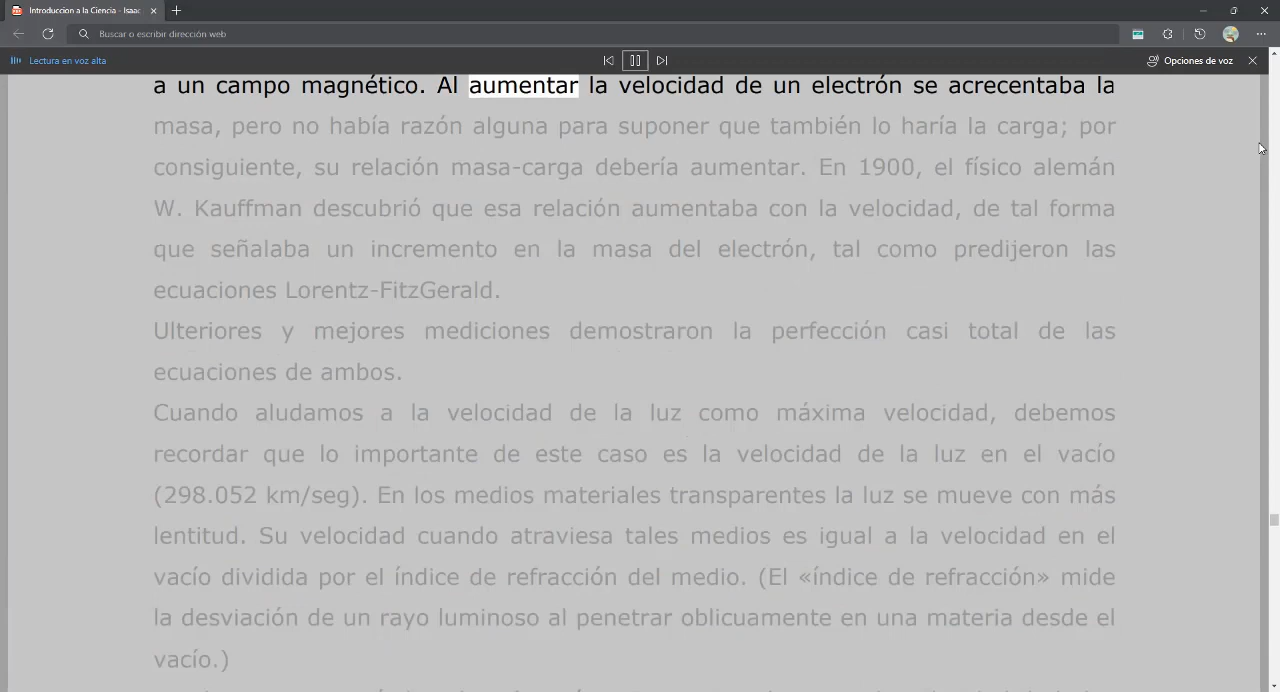 Introduccion a la Ciencia - Isaac
Buscar o escribir dirección web
Lectura en voz alta
Opciones de voz
a un campo magnético. Al aumentar la velocidad de un electrón se acrecentaba la
masa, pero no había razón alguna para suponer que también lo haría la carga; por
consiguiente, su relación masa-carga debería aumentar. En 1900, el físico alemán
W. Kauffman descubrió que esa relación aumentaba con la velocidad, de tal forma
que señalaba un incremento en la masa del electrón, tal como predijeron las
ecuaciones Lorentz-FitzGerald.
Ulteriores y mejores mediciones demostraron la perfección casi total de las
ecuaciones de ambos.
Cuando aludamos a la velocidad de la luz como máxima velocidad, debemos
recordar que lo importante de este caso es la velocidad de la luz en el vacío
(298.052 km/seg). En los medios materiales transparentes la luz se mueve con más
lentitud. Su velocidad cuando atraviesa tales medios es igual a la velocidad en el
vacío dividida por el índice de refracción del medio. (El «índice de refracción» mide
la desviación de un rayo luminoso al penetrar oblicuamente en una materia desde el
vacío.)